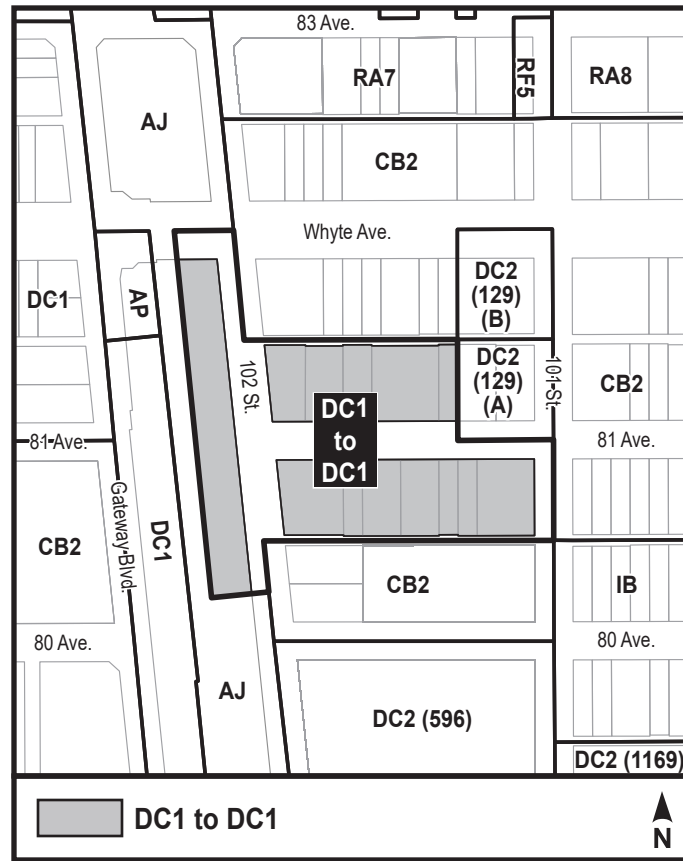 83 Ave.
RA7
RF5
RA8
AJ
CB2
Whyte Ave.
DC1
AP
DC2
(129)
(B)
DC2
(129)
(A)
101 St.
CB2
102 St.
DC1
to
DC1
81 Ave.
81 Ave.
Gateway Blvd.
DC1
CB2
CB2
IB
80 Ave.
80 Ave.
AJ
DC2 (596)
DC2 (1169)
DC1 to DC1
N